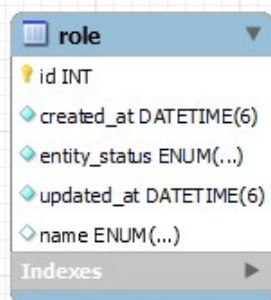 role
id INT
created_at DATETIME(6)
entity_status ENUM(...)
updated_at DATETIME(6)
name ENUM(...)
Indexes